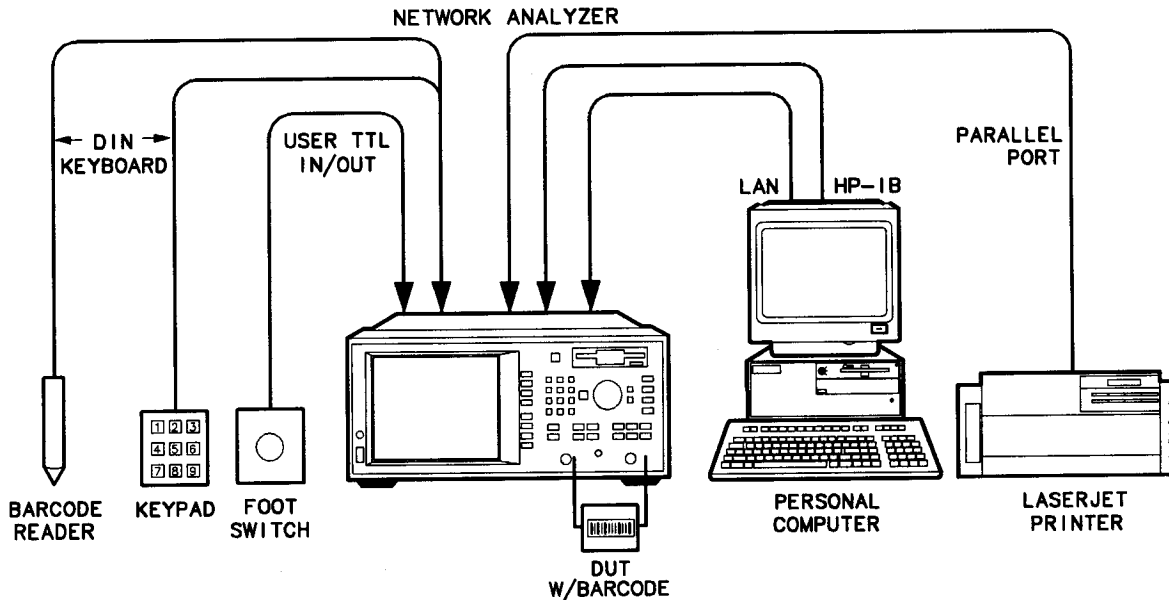 NETWORK ANALYZER
DIN
KEYBOARD
USER TTL
IN/OUT
PARALLEL
PORT
LAN
HP-IB
1 2 3
4 5 6
7 8 9
BARCODE
READER
KEYPAD
FOOT
SWITCH
DUT
W/BARCODE
PERSONAL
COMPUTER
LASERJET
PRINTER